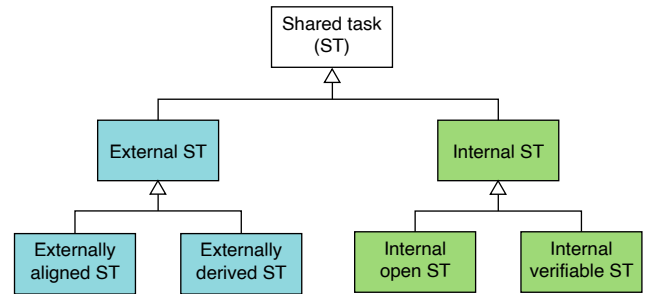 Shared task
(ST)
External ST
Internal ST
Externally
aligned ST
Externally
derived ST
Internal
open ST
Internal
verifiable ST